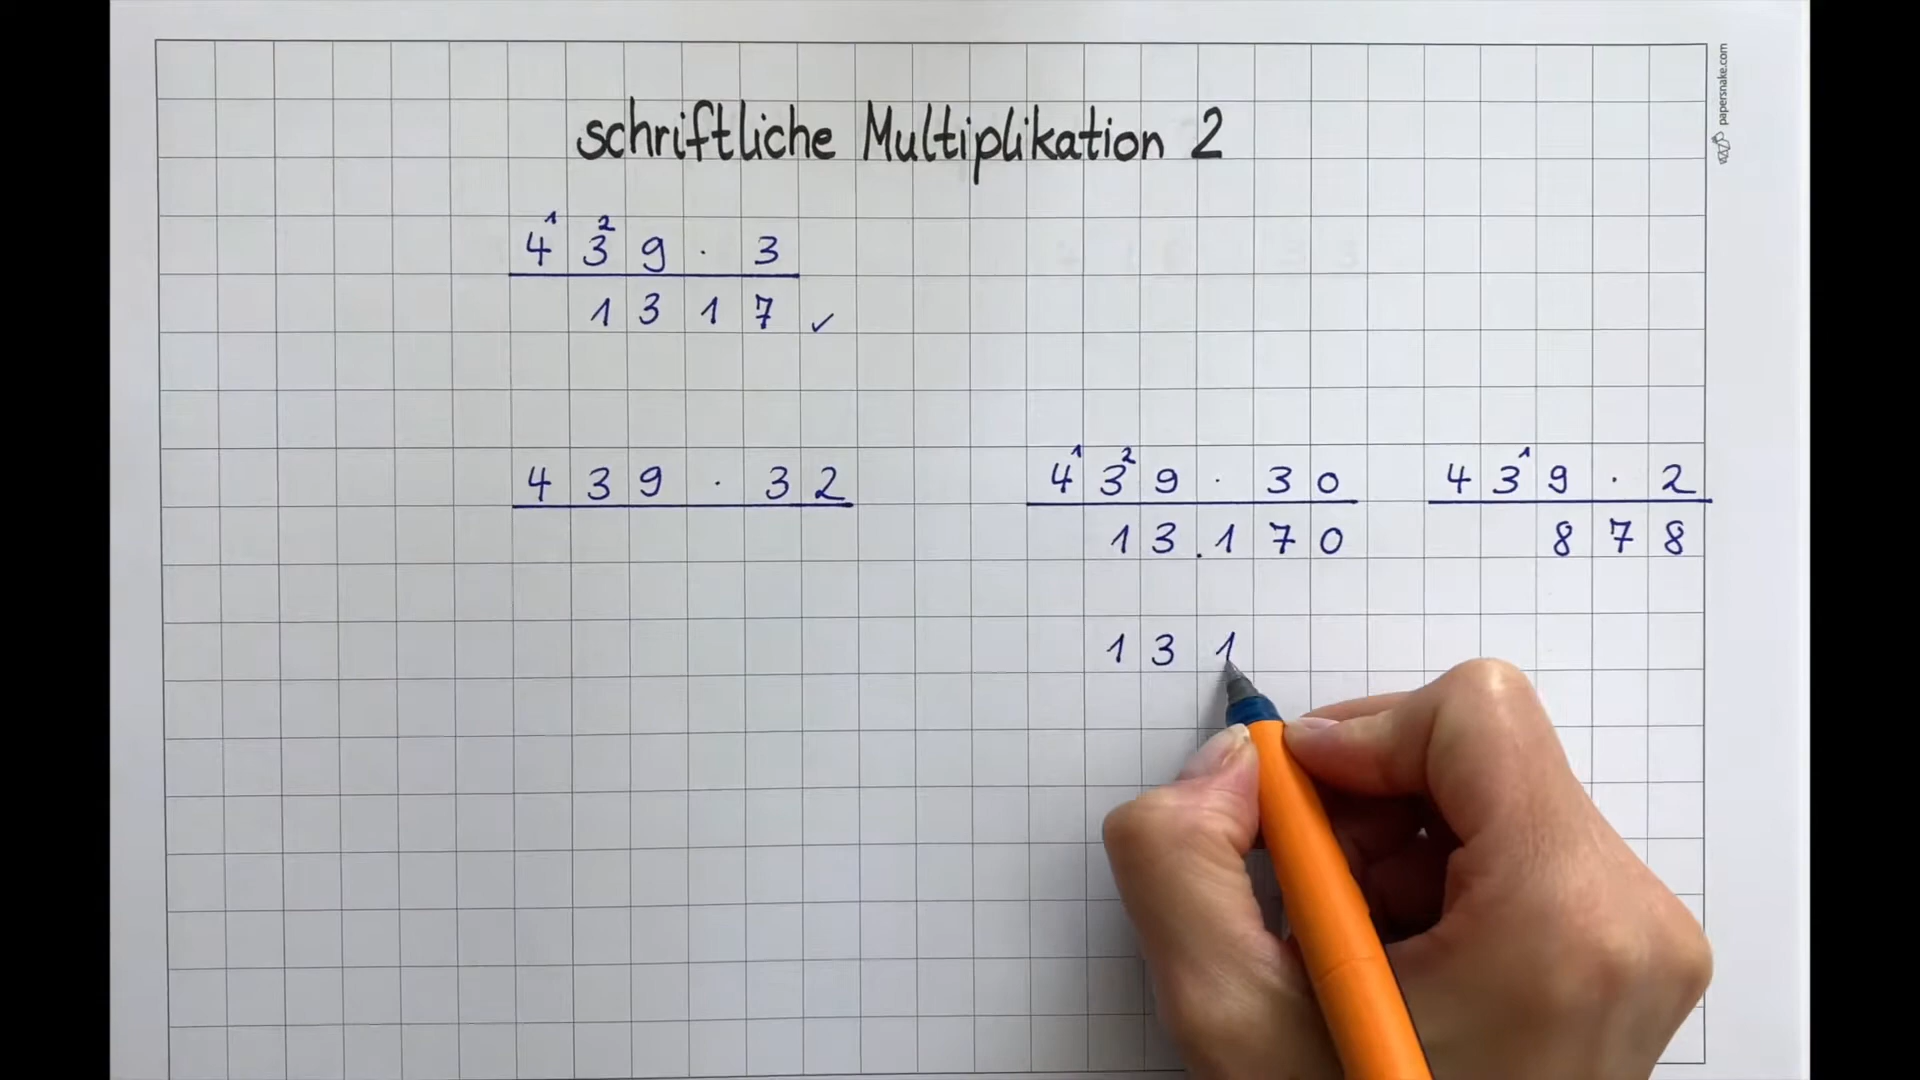 schriftliche Multiplikation 2
papersnake.com
1 2
4 3 9 · 3
1 3 1 7 ✓
4 3 9 · 3 2
1 2
4 3 9 · 3 0
1 3 . 1 7 0
1
4 3 9 · 2
8 7 8
1 3 1